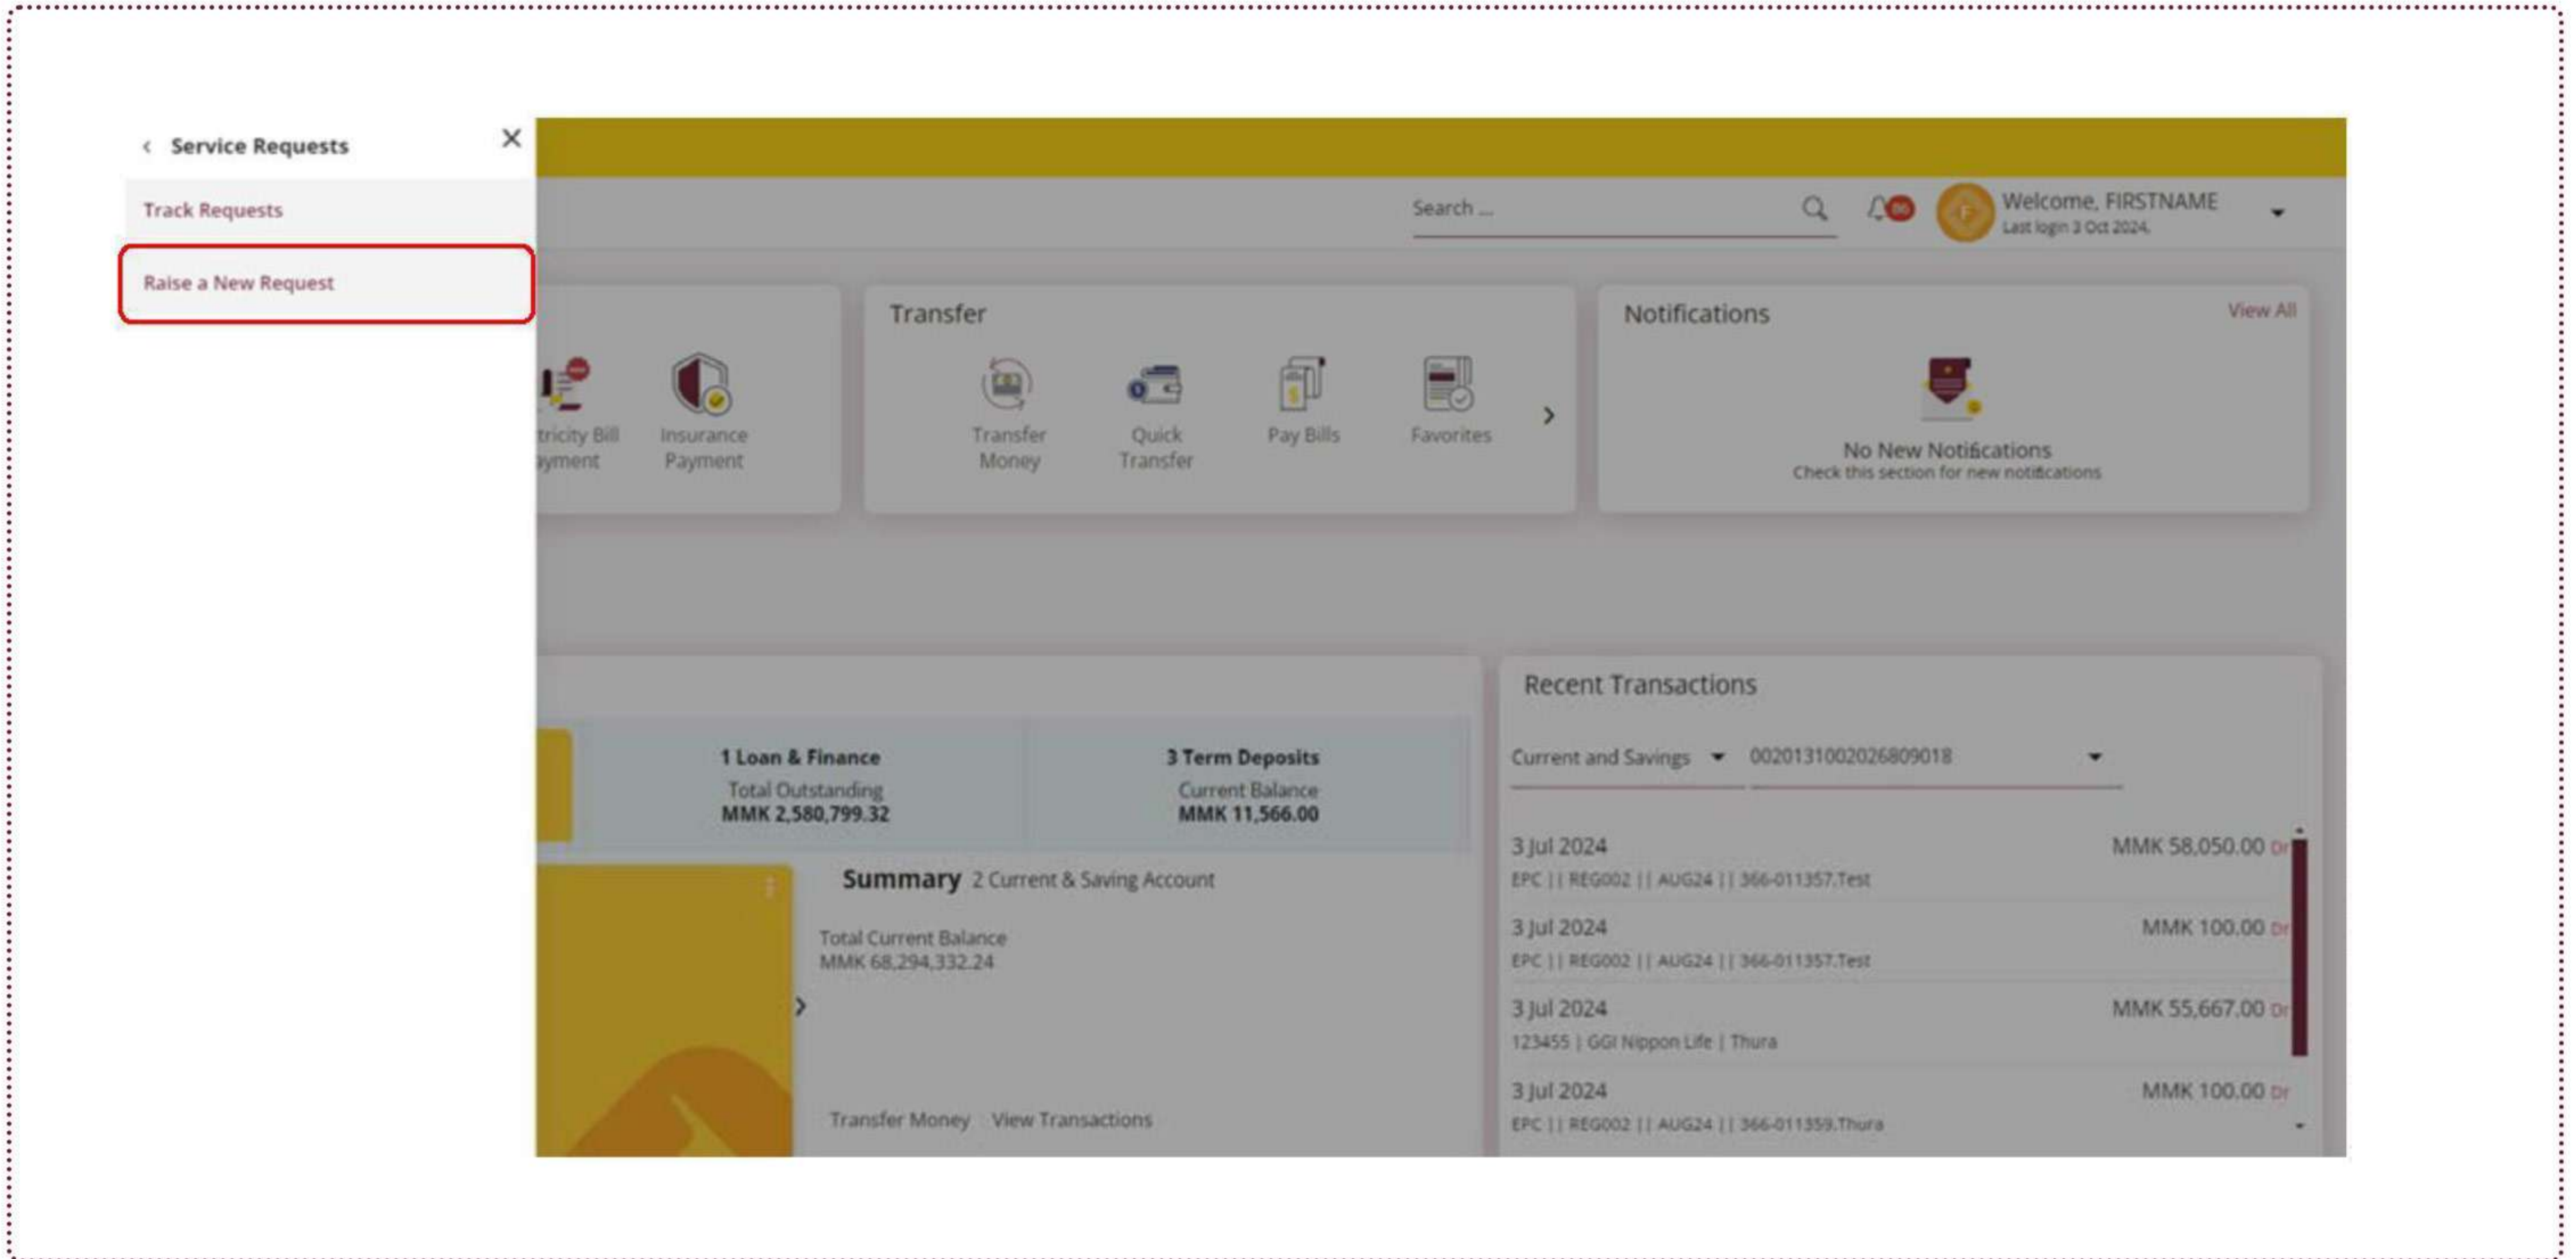 Service Requests
Track Requests
Raise a New Request
Search ...
Welcome, FIRSTNAME
Last login 3 Oct 2024,
tricity Bill
ayment
Insurance
Payment
Transfer
Transfer
Money
Quick
Transfer
Pay Bills
Favorites
Notifications
View All
No New Notifications
Check this section for new notifications
1 Loan & Finance
Total Outstanding
MMK 2,580,799.32
3 Term Deposits
Current Balance
MMK 11,566.00
Summary 2 Current & Saving Account
Total Current Balance
MMK 68,294,332.24
Transfer Money View Transactions
Recent Transactions
Current and Savings 0020131002026809018
3 Jul 2024 MMK 58,050.00 Dr
EPC || REG002 || AUG24 || 366-011357.Test
3 Jul 2024 MMK 100.00 Dr
EPC || REG002 || AUG24 || 366-011357.Test
3 Jul 2024 MMK 55,667.00 Dr
123455 | GGI Nippon Life | Thura
3 Jul 2024 MMK 100.00 Dr
EPC || REG002 || AUG24 || 366-011359.Thura